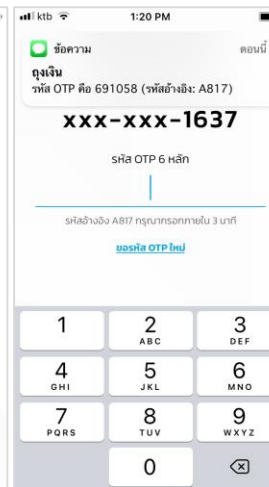 ktb 1:20 PM
ข้อความ ตอนนี้
ถุงเงิน
รหัส OTP คือ 691058 (รหัสอ้างอิง: A817)
xxx-xxx-1637
รหัส OTP 6 หลัก
รหัสอ้างอิง A817 กรุณากรอกภายใน 3 นาที
ขอรหัส OTP ใหม่
1 2 3
ABC DEF
4 5 6
GHI JKL MNO
7 8 9
PQRS TUV WXYZ
0